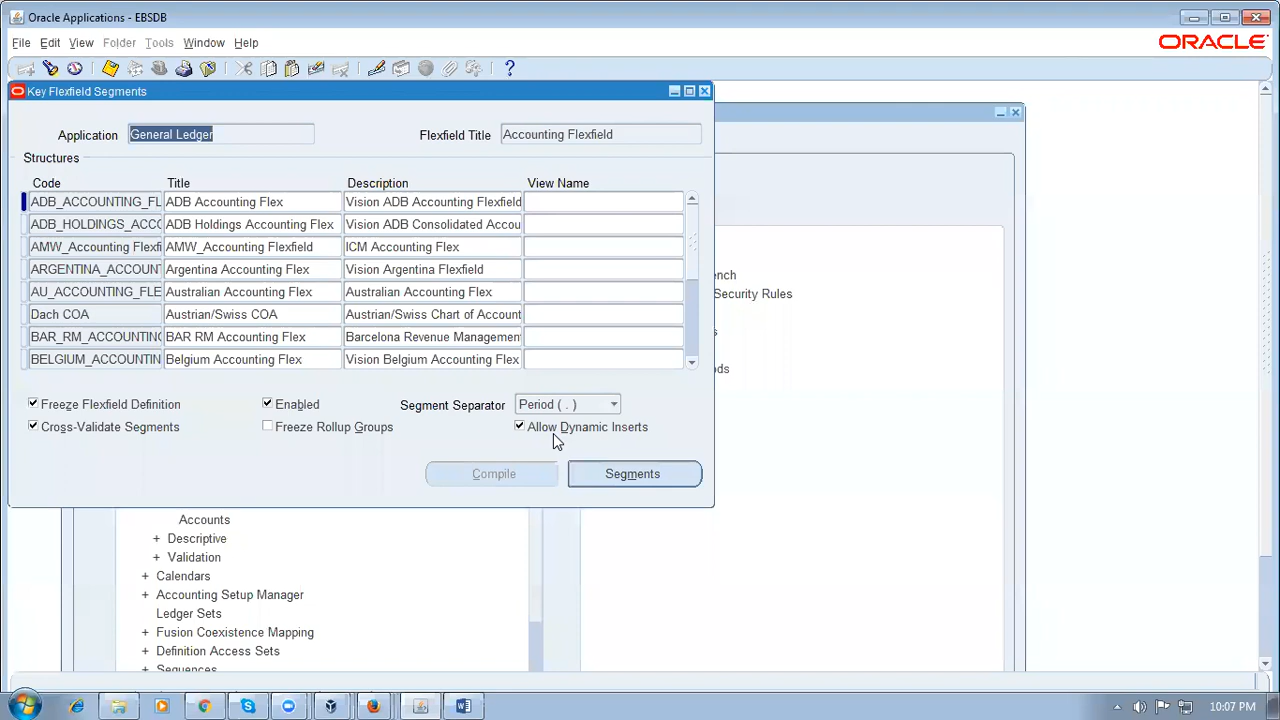 Oracle Applications - EBSDB
File Edit View Folder Tools Window Help
ORACLE
Key Flexfield Segments
Application General Ledger Flexfield Title Accounting Flexfield
Structures
Code Title Description View Name
ADB_ACCOUNTING_FL ADB Accounting Flex Vision ADB Accounting Flexfield
ADB_HOLDINGS_ACCO ADB Holdings Accounting Flex Vision ADB Consolidated Accou
AMW_Accounting Flexfi AMW_Accounting Flexfield ICM Accounting Flex
ARGENTINA_ACCOUNT Argentina Accounting Flex Vision Argentina Flexfield
AU_ACCOUNTING_FLE Australian Accounting Flex Australian Accounting Flex
Dach COA Austrian/Swiss COA Austrian/Swiss Chart of Account
BAR_RM_ACCOUNTING BAR RM Accounting Flex Barcelona Revenue Management
BELGIUM_ACCOUNTIN Belgium Accounting Flex Vision Belgium Accounting Flex
ench
Security Rules
s
ods
Freeze Flexfield Definition Enabled Segment Separator Period ( . )
Cross-Validate Segments Freeze Rollup Groups Allow Dynamic Inserts
Compile Segments
Accounts
+ Descriptive
+ Validation
+ Calendars
+ Accounting Setup Manager
Ledger Sets
+ Fusion Coexistence Mapping
+ Definition Access Sets
+ Sequences
10:07 PM